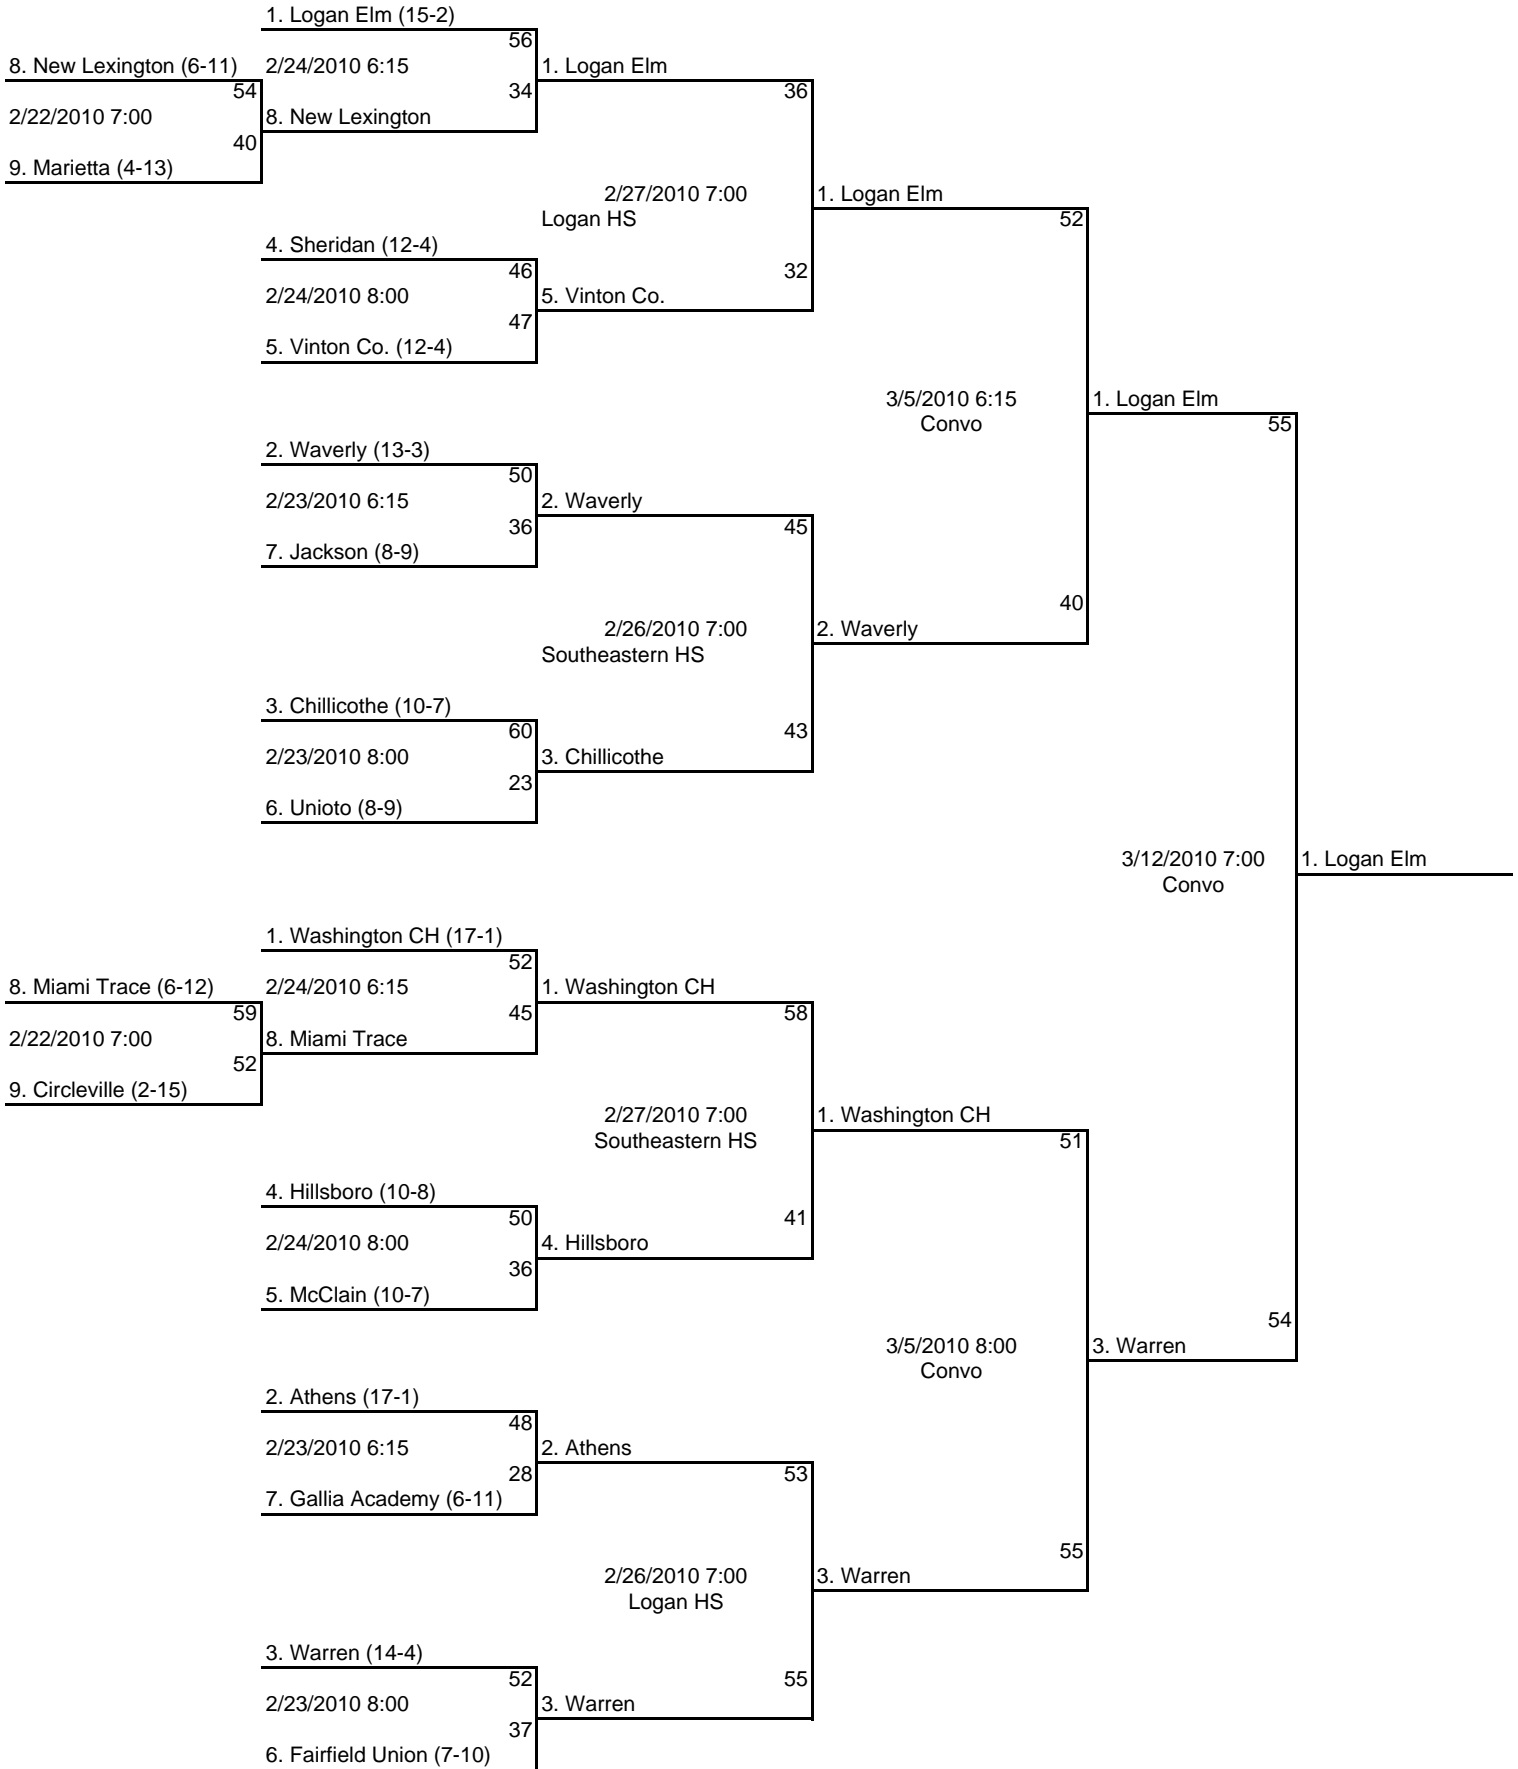 1. Logan Elm (15-2)
56
8. New Lexington (6-11)
2/24/2010 6:15
1. Logan Elm
54
34
36
2/22/2010 7:00
8. New Lexington
40
9. Marietta (4-13)
2/27/2010 7:00
1. Logan Elm
Logan HS
52
4. Sheridan (12-4)
46
32
2/24/2010 8:00
5. Vinton Co.
47
5. Vinton Co. (12-4)
3/5/2010 6:15
1. Logan Elm
Convo
55
2. Waverly (13-3)
50
2/23/2010 6:15
2. Waverly
36
45
7. Jackson (8-9)
40
2/26/2010 7:00
2. Waverly
Southeastern HS
3. Chillicothe (10-7)
60
43
2/23/2010 8:00
3. Chillicothe
23
6. Unioto (8-9)
3/12/2010 7:00
1. Logan Elm
Convo
1. Washington CH (17-1)
52
8. Miami Trace (6-12)
2/24/2010 6:15
1. Washington CH
59
45
58
2/22/2010 7:00
8. Miami Trace
52
9. Circleville (2-15)
2/27/2010 7:00
1. Washington CH
Southeastern HS
51
4. Hillsboro (10-8)
50
41
2/24/2010 8:00
4. Hillsboro
36
5. McClain (10-7)
54
3/5/2010 8:00
3. Warren
Convo
2. Athens (17-1)
48
2/23/2010 6:15
2. Athens
28
53
7. Gallia Academy (6-11)
55
2/26/2010 7:00
3. Warren
Logan HS
3. Warren (14-4)
52
55
2/23/2010 8:00
3. Warren
37
6. Fairfield Union (7-10)